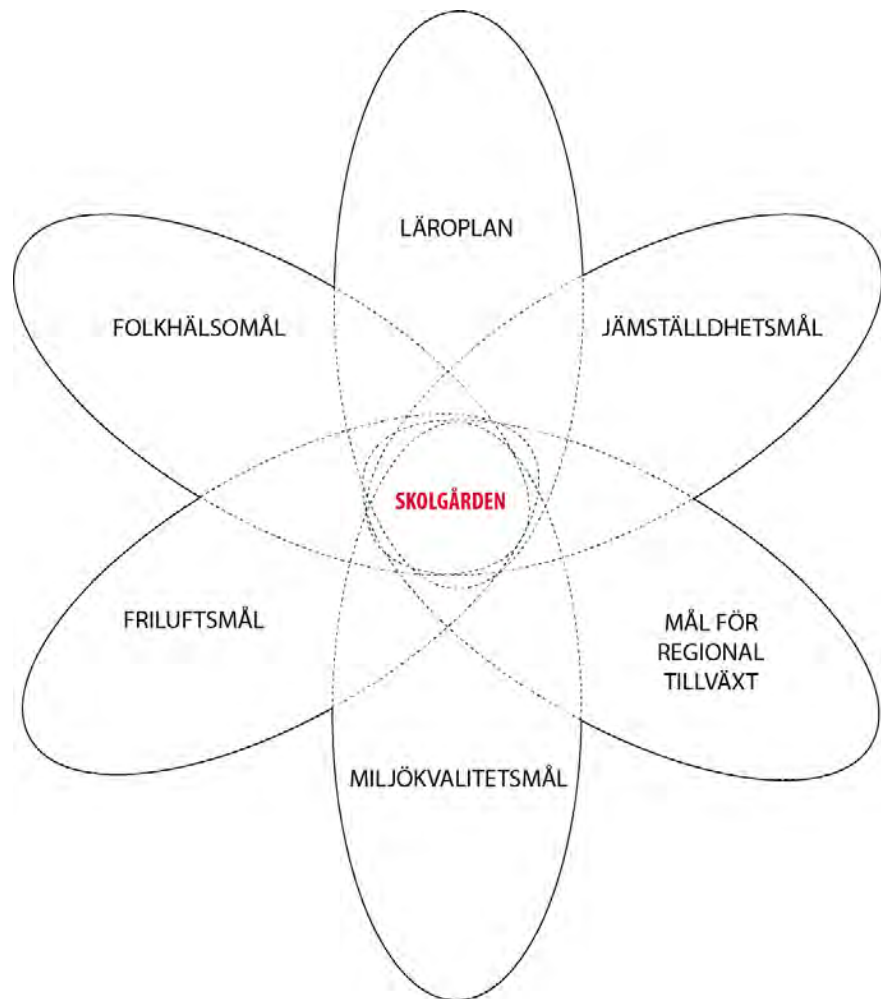 LÄROPLAN
FOLKHÄLSOMÅL
JÄMSTÄLLDHETSMÅL
SKOLGÅRDEN
FRILUFTSMÅL
MÅL FÖR
REGIONAL
TILLVÄXT
MILJÖKVALITETSMÅL